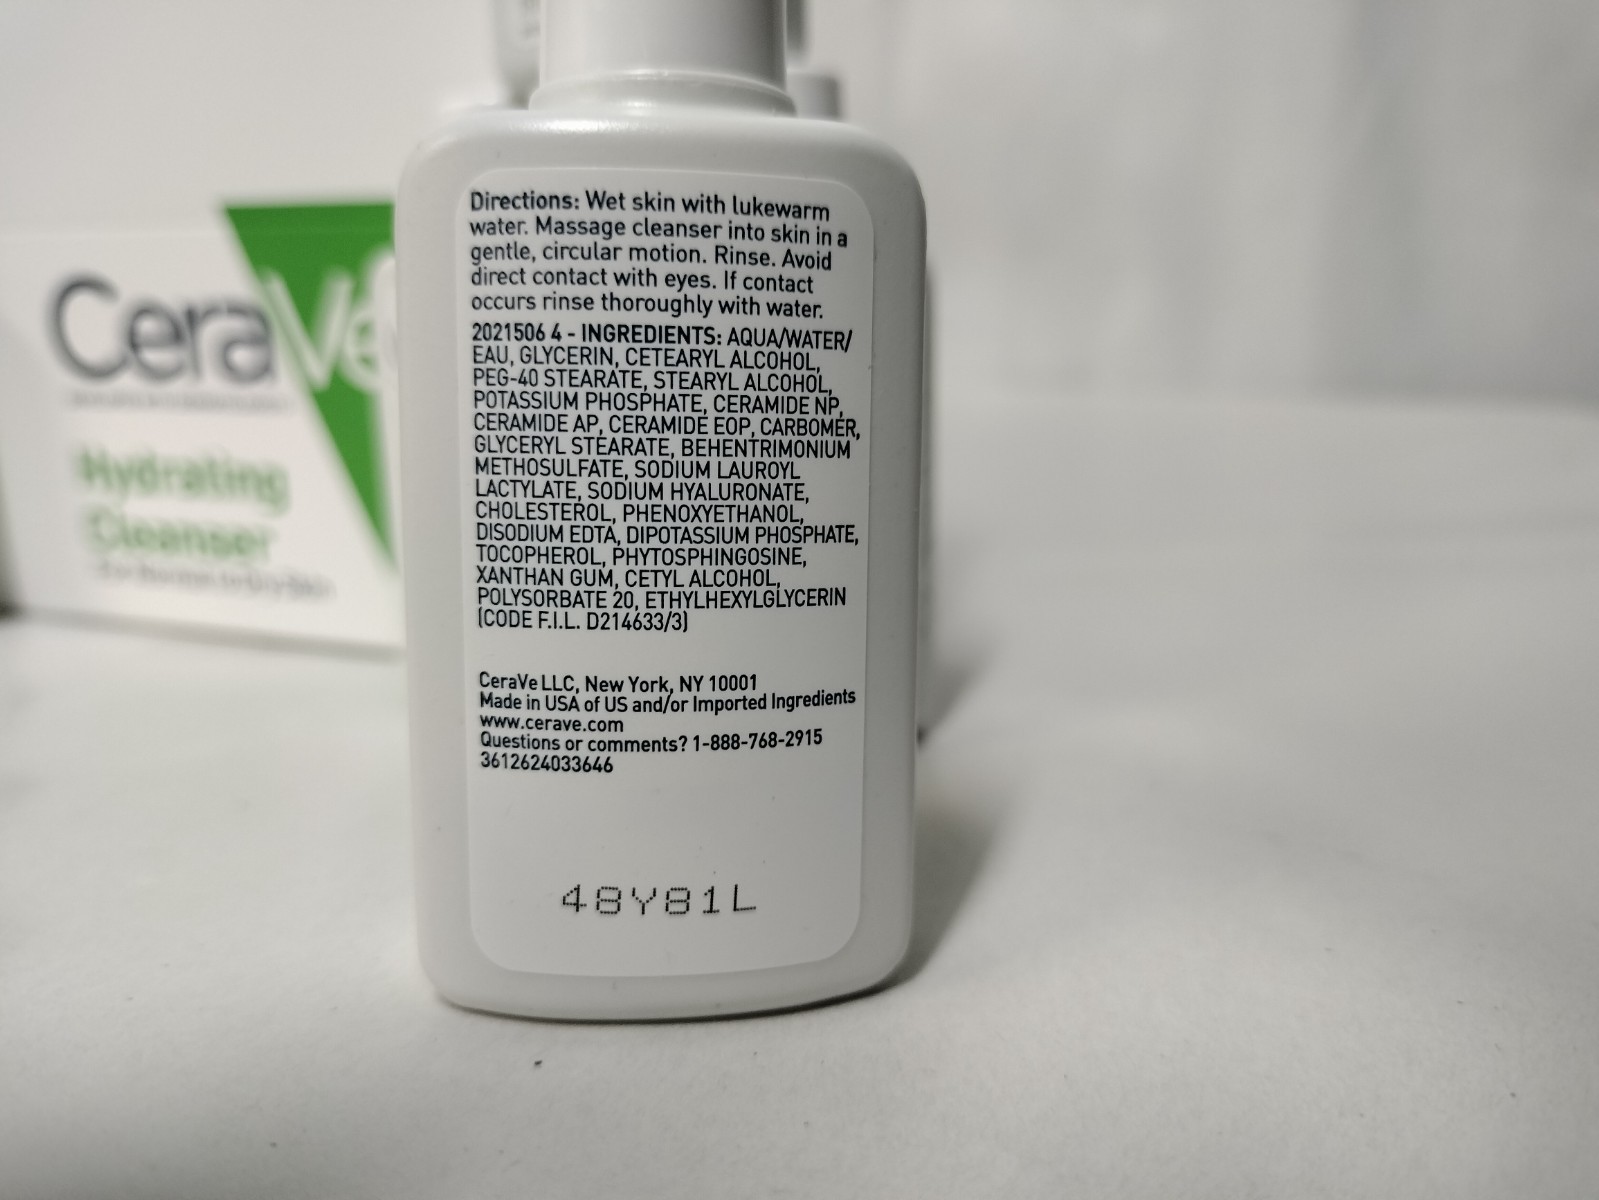 CeraVe
Hydrating
Cleanser
Directions: Wet skin with lukewarm
water. Massage cleanser into skin in a
gentle, circular motion. Rinse. Avoid
direct contact with eyes. If contact
occurs rinse thoroughly with water.
2021506 4 - INGREDIENTS: AQUA/WATER/
EAU, GLYCERIN, CETEARYL ALCOHOL,
PEG-40 STEARATE, STEARYL ALCOHOL,
POTASSIUM PHOSPHATE, CERAMIDE NP,
CERAMIDE AP, CERAMIDE EOP, CARBOMER,
GLYCERYL STEARATE, BEHENTRIMONIUM
METHOSULFATE, SODIUM LAUROYL
LACTYLATE, SODIUM HYALURONATE,
CHOLESTEROL, PHENOXYETHANOL,
DISODIUM EDTA, DIPOTASSIUM PHOSPHATE,
TOCOPHEROL, PHYTOSPHINGOSINE,
XANTHAN GUM, CETYL ALCOHOL,
POLYSORBATE 20, ETHYLHEXYLGLYCERIN
(CODE F.I.L. D214633/3)
CeraVe LLC, New York, NY 10001
Made in USA of US and/or Imported Ingredients
www.cerave.com
Questions or comments? 1-888-768-2915
3612624033646
48Y81L